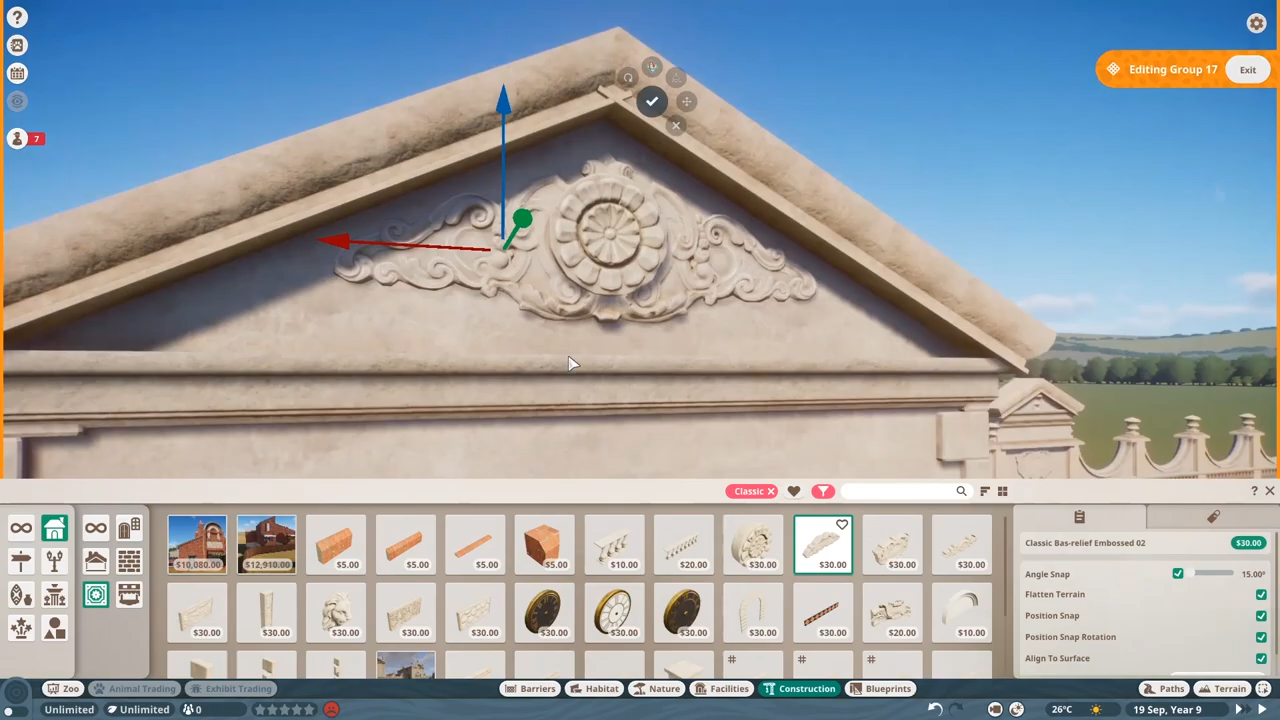 ?
Editing Group 17 Exit
7
Classic ✕
? ✕
$10,080.00 $12,910.00 $5.00 $5.00 $5.00 $5.00 $10.00 $20.00 $30.00 $30.00 $30.00 $30.00
$30.00 $30.00 $30.00 $30.00 $30.00 $30.00 $30.00 $30.00 $30.00 $30.00 $20.00 $10.00
# # #
Classic Bas-relief Embossed 02 $30.00
Angle Snap 15.00°
Flatten Terrain
Position Snap
Position Snap Rotation
Align To Surface
Zoo Animal Trading Exhibit Trading Barriers Habitat Nature Facilities Construction Blueprints Paths Terrain
Unlimited Unlimited 0 26°C 19 Sep, Year 9